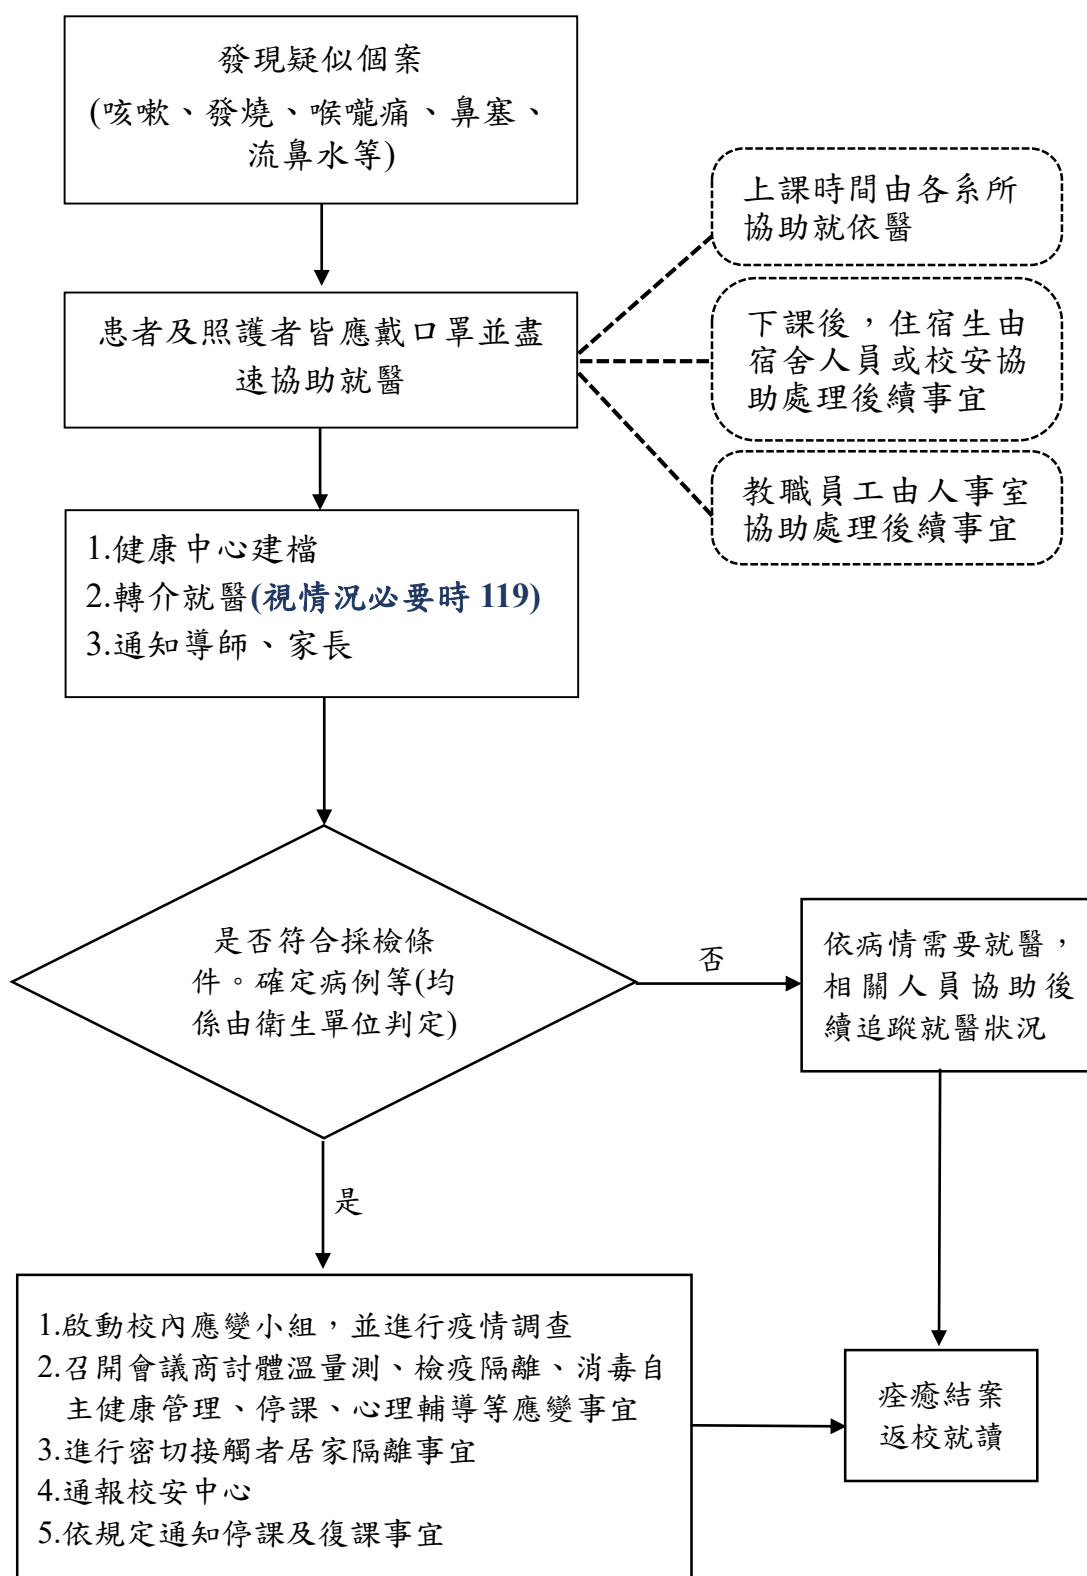 發現疑似個案
(咳嗽、發燒、喉嚨痛、鼻塞、
流鼻水等)
上課時間由各系所
協助就依醫
患者及照護者皆應戴口罩並盡
速協助就醫
下課後，住宿生由
宿舍人員或校安協
助處理後續事宜
教職員工由人事室
協助處理後續事宜
1.健康中心建檔
2.轉介就醫(視情況必要時 119)
3.通知導師、家長
是否符合採檢條
件。確定病例等(均
係由衛生單位判定)
否
依病情需要就醫，
相關人員協助後
續追蹤就醫狀況
是
1.啟動校內應變小組，並進行疫情調查
2.召開會議商討體溫量測、檢疫隔離、消毒自
主健康管理、停課、心理輔導等應變事宜
3.進行密切接觸者居家隔離事宜
4.通報校安中心
5.依規定通知停課及復課事宜
痊癒結案
返校就讀